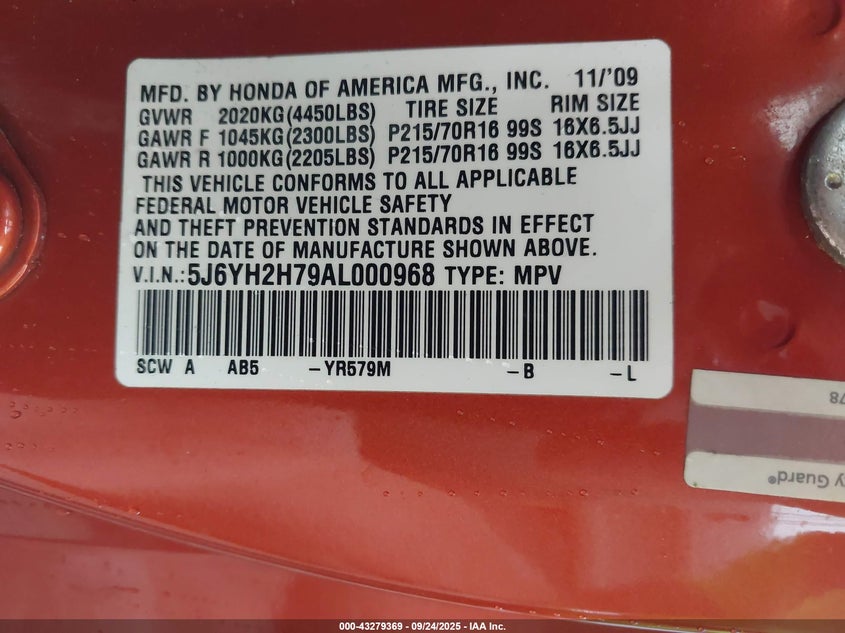 MFD. BY HONDA OF AMERICA MFG., INC. 11/'09
GVWR 2020KG(4450LBS) TIRE SIZE RIM SIZE
GAWR F 1045KG(2300LBS) P215/70R16 99S 16X6.5JJ
GAWR R 1000KG(2205LBS) P215/70R16 99S 16X6.5JJ
THIS VEHICLE CONFORMS TO ALL APPLICABLE
FEDERAL MOTOR VEHICLE SAFETY
AND THEFT PREVENTION STANDARDS IN EFFECT
ON THE DATE OF MANUFACTURE SHOWN ABOVE.
V.I.N.:5J6YH2H79AL000968 TYPE: MPV
SCW A AB5 -YR579M -B -L
78
y Guard®
000-43279369 - 09/24/2025 - IAA Inc.